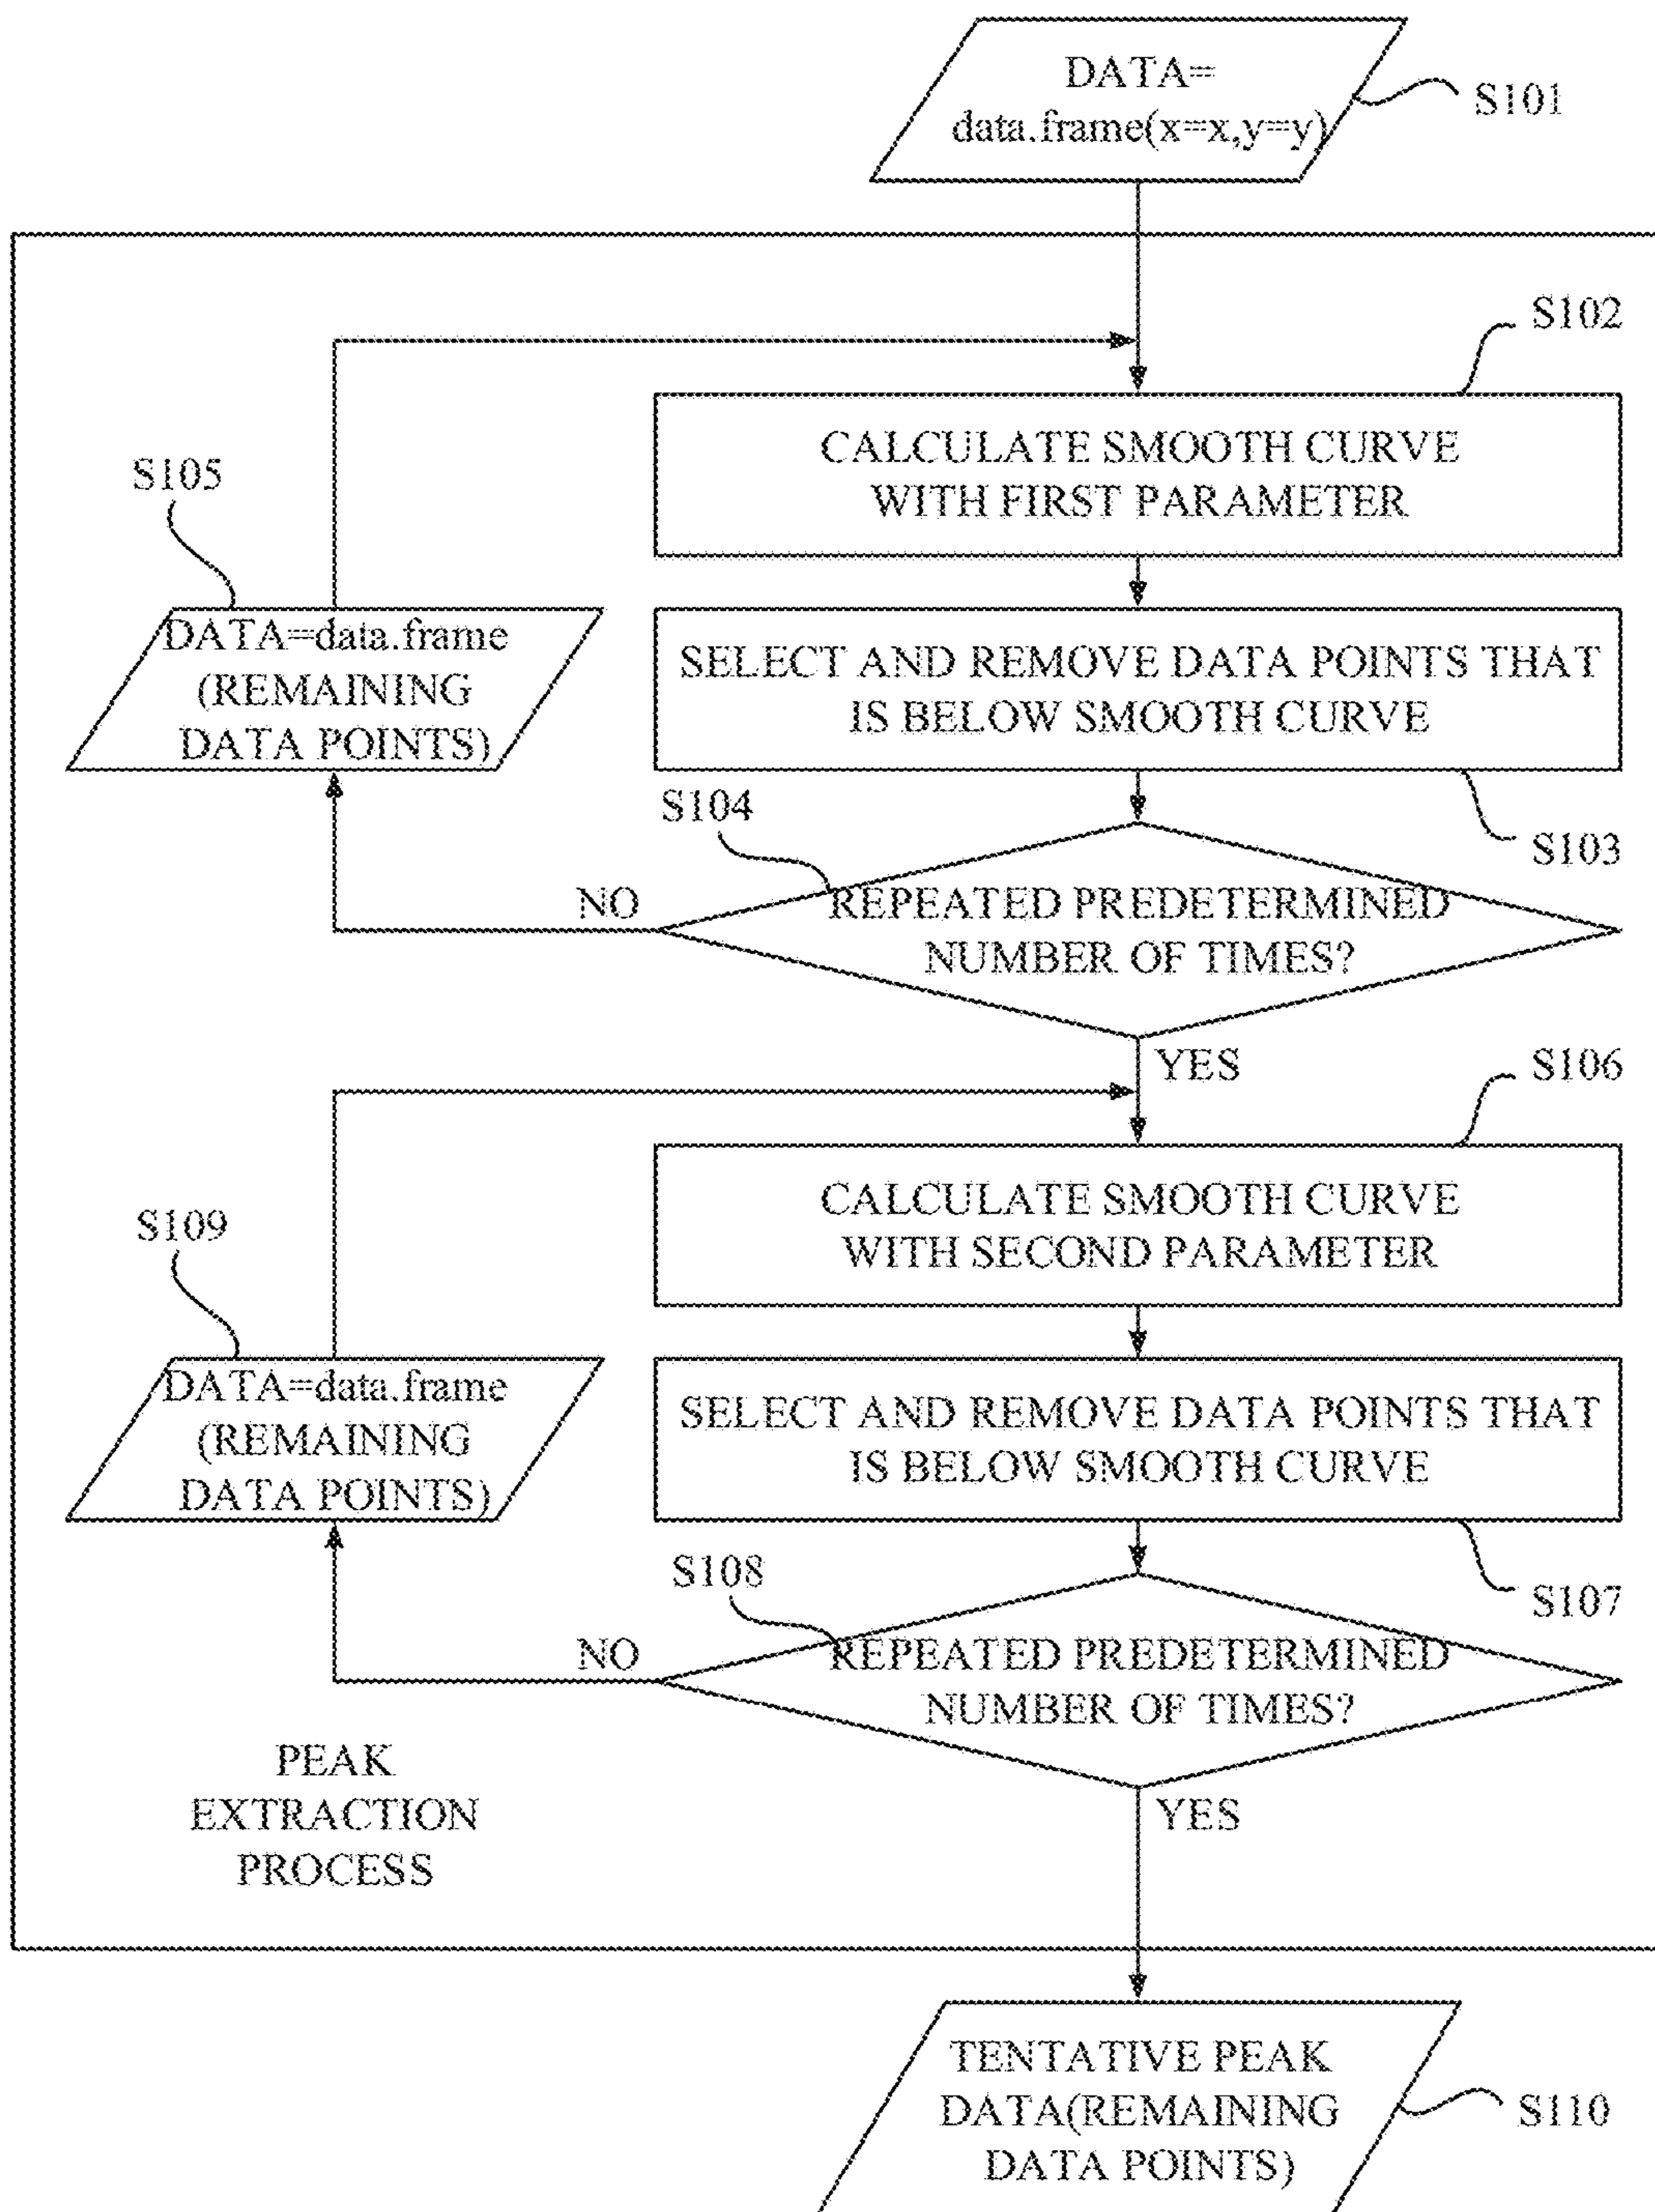 DATA=
data.frame(x=x,y=y)
S101
S102
CALCULATE SMOOTH CURVE
WITH FIRST PARAMETER
S105
DATA=data.frame
(REMAINING
DATA POINTS)
SELECT AND REMOVE DATA POINTS THAT
IS BELOW SMOOTH CURVE
S103
S104
NO
REPEATED PREDETERMINED
NUMBER OF TIMES?
YES
S106
CALCULATE SMOOTH CURVE
WITH SECOND PARAMETER
S109
DATA=data.frame
(REMAINING
DATA POINTS)
SELECT AND REMOVE DATA POINTS THAT
IS BELOW SMOOTH CURVE
S107
S108
NO
REPEATED PREDETERMINED
NUMBER OF TIMES?
YES
PEAK
EXTRACTION
PROCESS
TENTATIVE PEAK
DATA(REMAINING
DATA POINTS)
S110